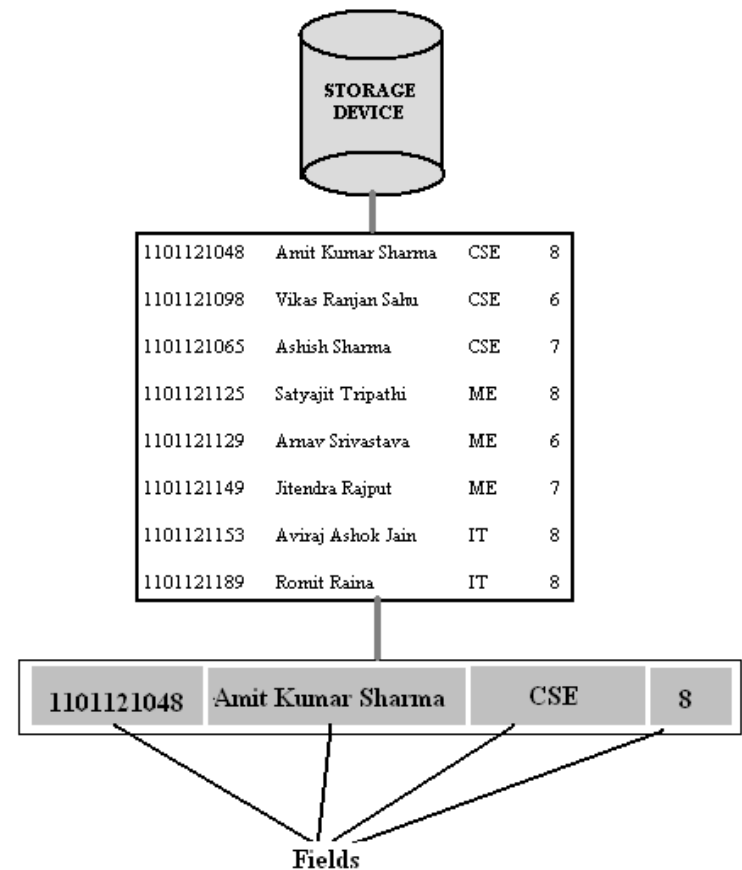 STORAGE
DEVICE
1101121048 Amit Kumar Sharma CSE 8
1101121098 Vikas Ranjan Sahu CSE 6
1101121065 Ashish Sharma CSE 7
1101121125 Satyajit Tripathi ME 8
1101121129 Arnav Srivastava ME 6
1101121149 Jitendra Rajput ME 7
1101121153 Aviraj Ashok Jain IT 8
1101121189 Romit Raina IT 8
1101121048 Amit Kumar Sharma CSE 8
Fields